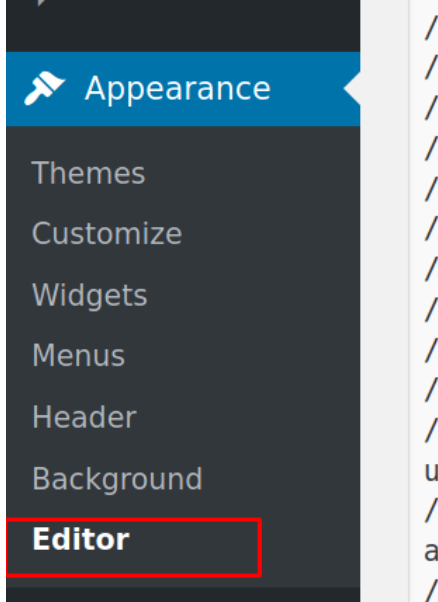 Appearance
Themes
Customize
Widgets
Menus
Header
Background
Editor
/
/
/
/
/
/
/
/
/
/
/
u
/
a
/